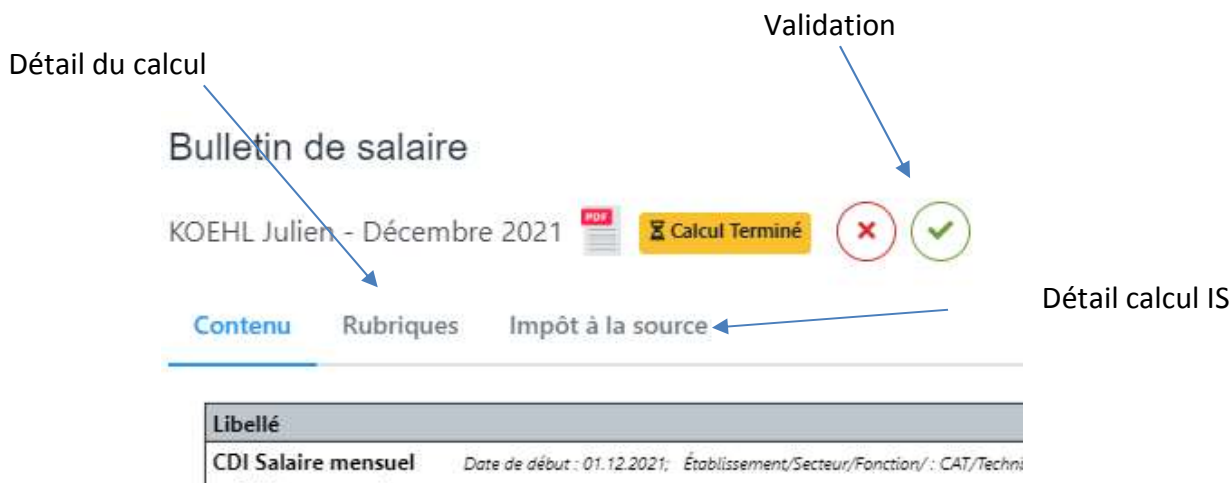 Validation
Détail du calcul
Bulletin de salaire
KOEHL Julien - Décembre 2021 PDF Calcul Terminé
Détail calcul IS
Contenu Rubriques Impôt à la source
Libellé
CDI Salaire mensuel Date de début : 01.12.2021; Établissement/Secteur/Fonction/ : CAT/Techni